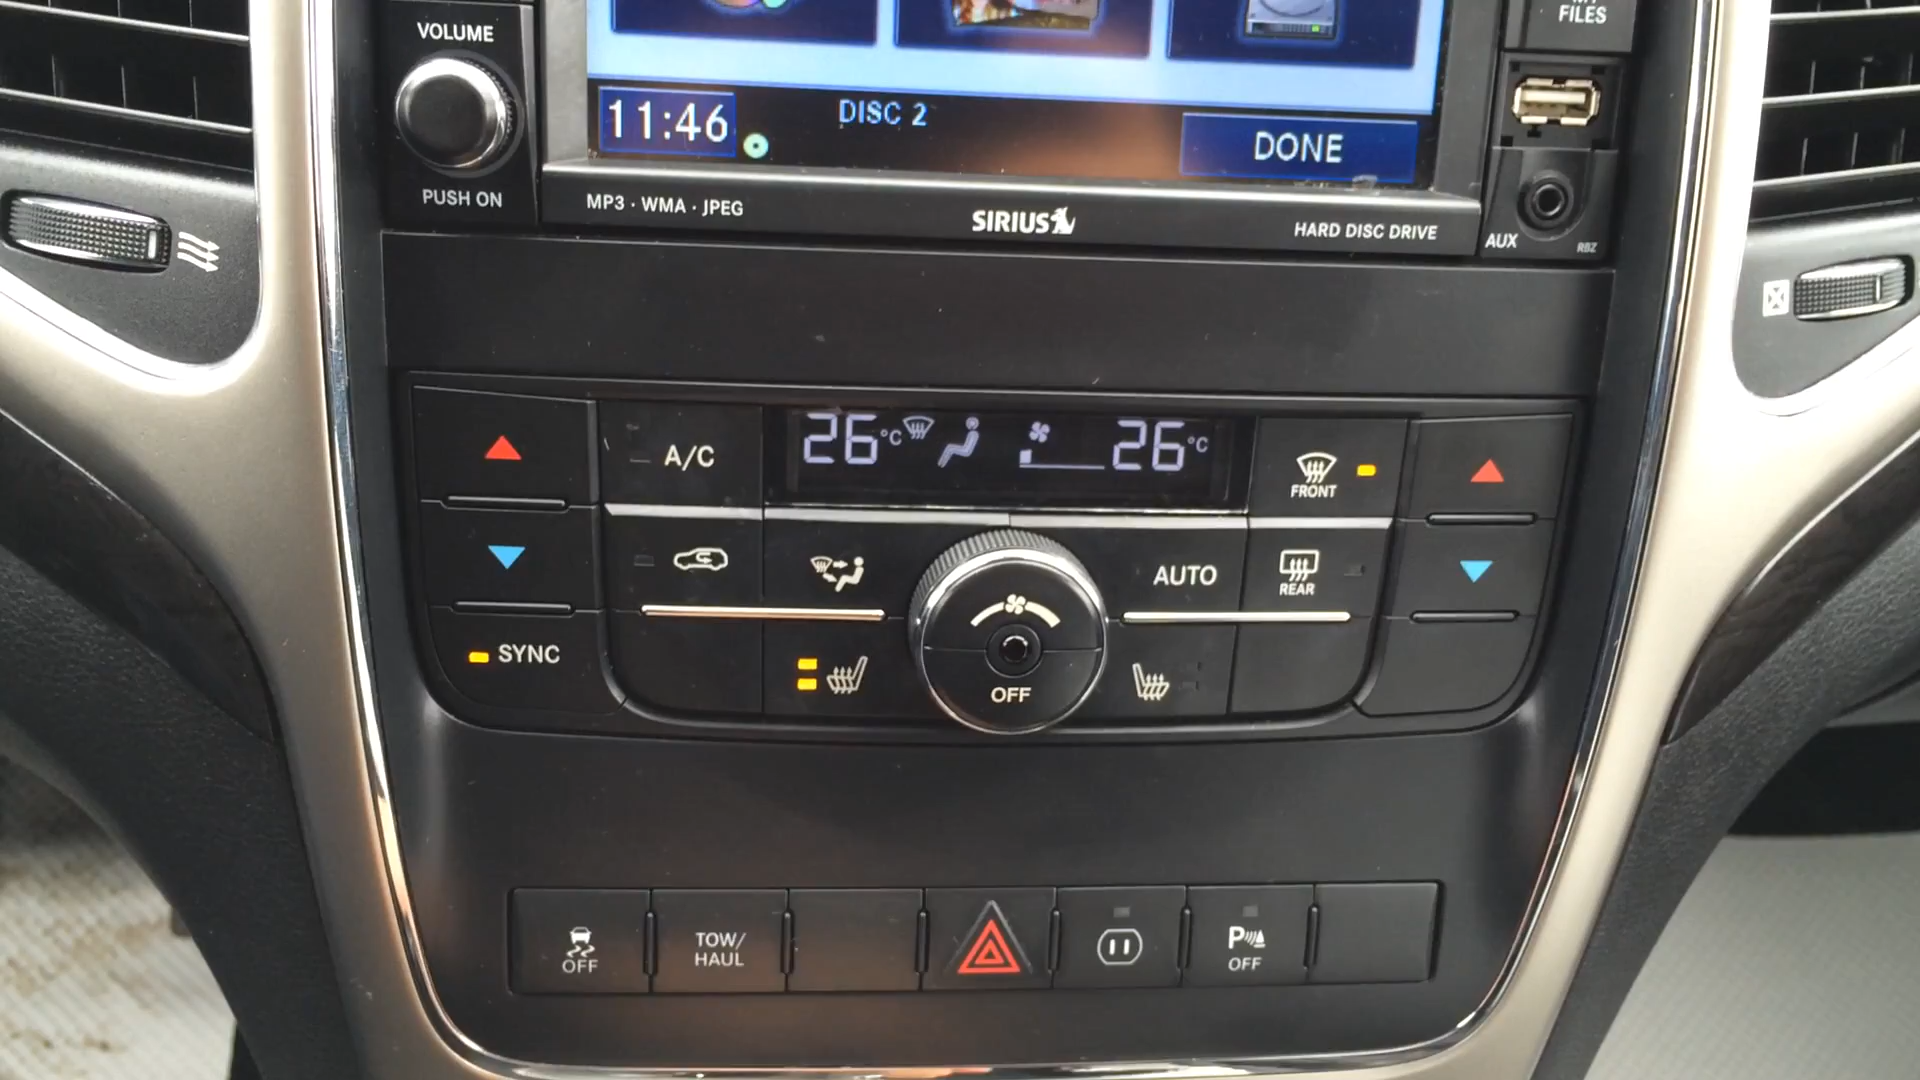 VOLUME
PUSH ON
FILES
11:46
DISC 2
DONE
MP3 · WMA · JPEG
SIRIUS
HARD DISC DRIVE
AUX
RBZ
A/C
26°C
26°C
FRONT
AUTO
REAR
SYNC
OFF
OFF
TOW/
HAUL
P
OFF